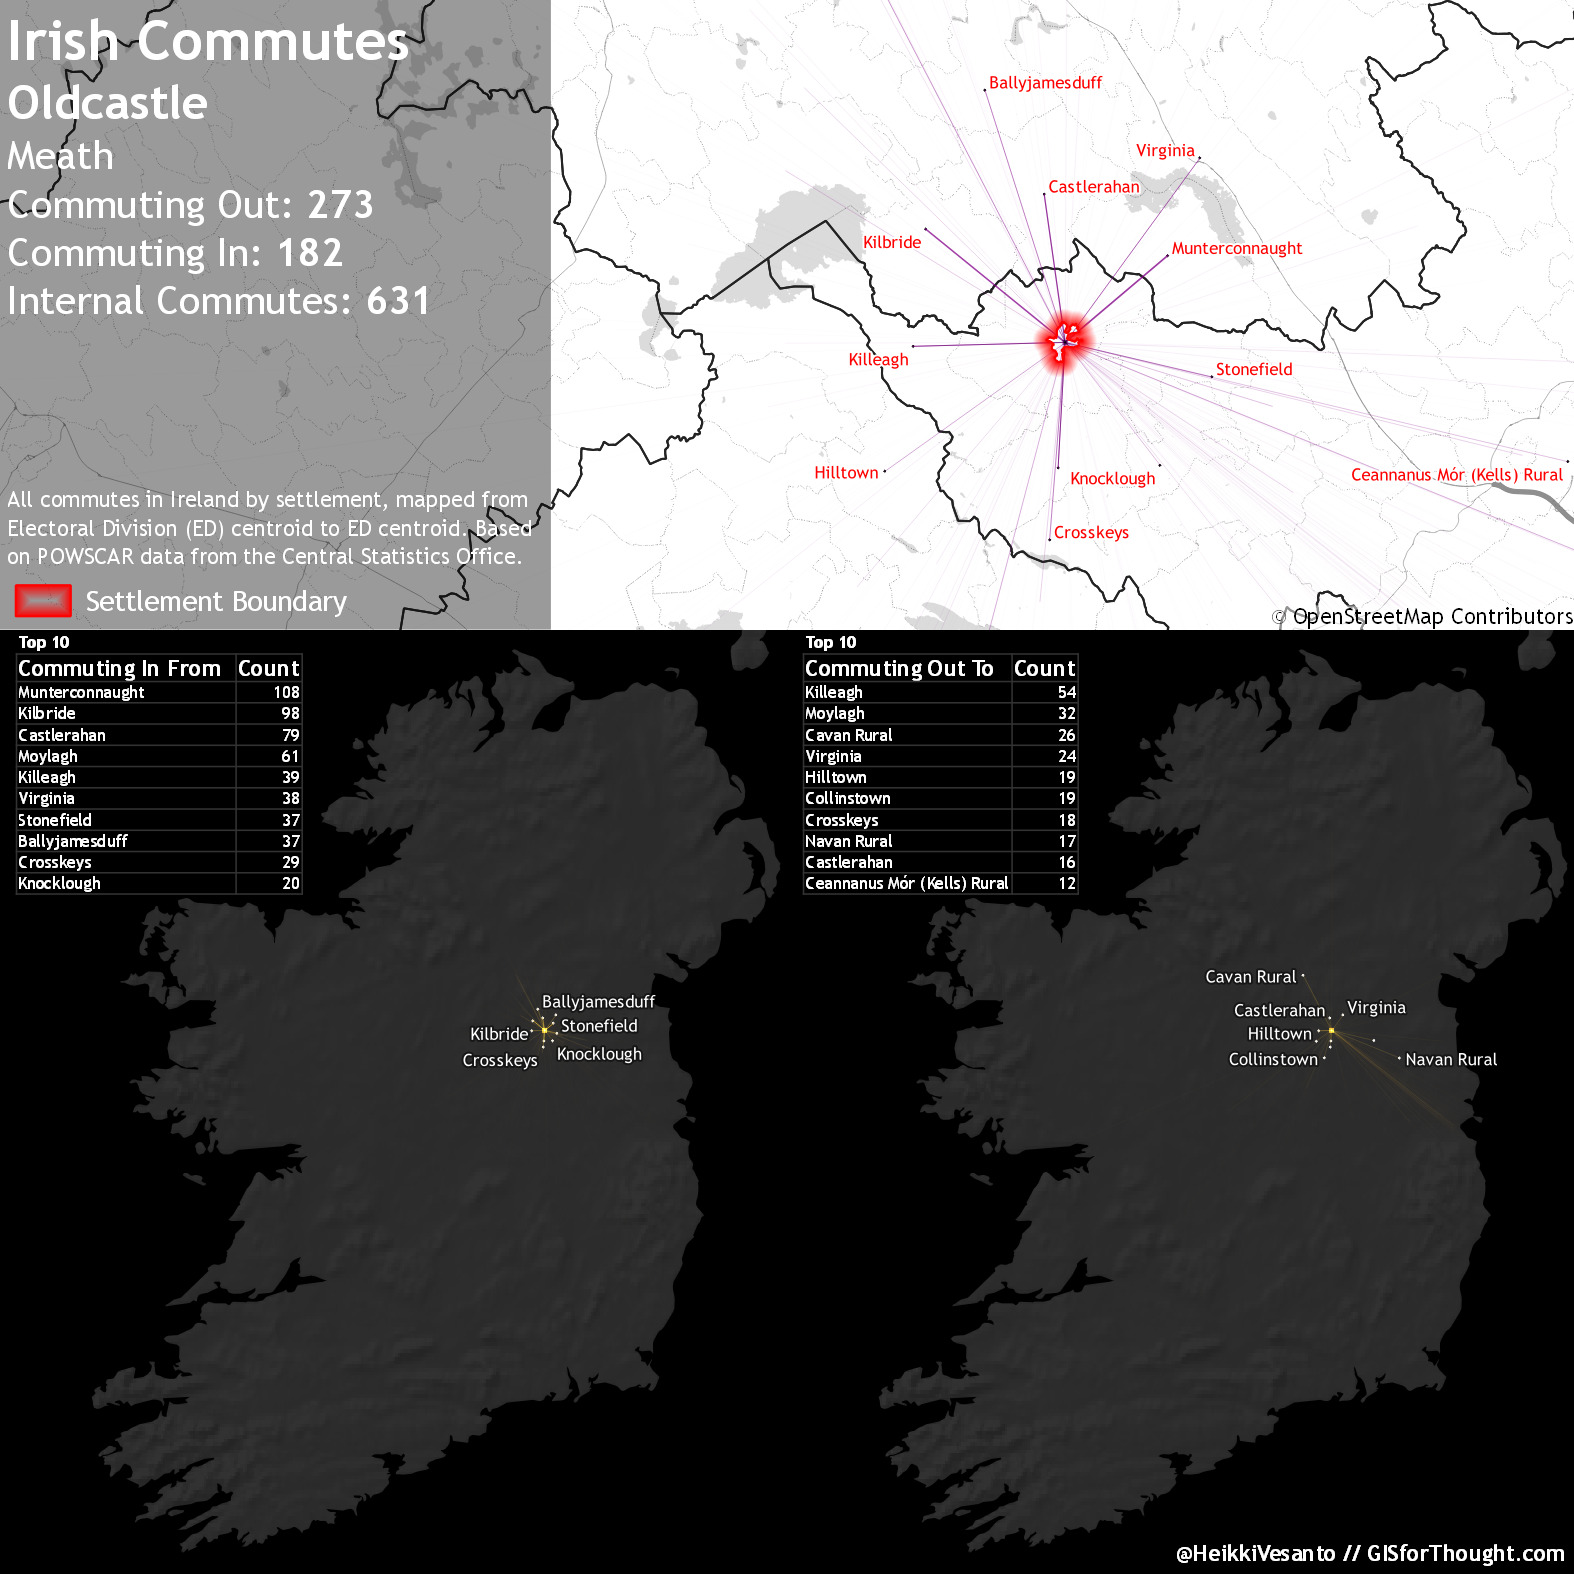 Irish Commutes
Oldcastle
Meath
Commuting Out: 273
Commuting In: 182
Internal Commutes: 631
All commutes in Ireland by settlement, mapped from
Electoral Division (ED) centroid to ED centroid. Based
on POWSCAR data from the Central Statistics Office.
Settlement Boundary
Ballyjamesduff
Virginia
Castlerahan
Kilbride
Munterconnaught
Killeagh
Stonefield
Hilltown
Knocklough
Ceannanus Mór (Kells) Rural
Crosskeys
© OpenStreetMap Contributors
Top 10
Commuting In From Count
Munterconnaught 108
Kilbride 98
Castlerahan 79
Moylagh 61
Killeagh 39
Virginia 38
Stonefield 37
Ballyjamesduff 37
Crosskeys 29
Knocklough 20
Ballyjamesduff
Stonefield
Kilbride
Knocklough
Crosskeys
Top 10
Commuting Out To Count
Killeagh 54
Moylagh 32
Cavan Rural 26
Virginia 24
Hilltown 19
Collinstown 19
Crosskeys 18
Navan Rural 17
Castlerahan 16
Ceannanus Mór (Kells) Rural 12
Cavan Rural
Castlerahan
Virginia
Hilltown
Collinstown
Navan Rural
@HeikkiVesanto // GISforThought.com